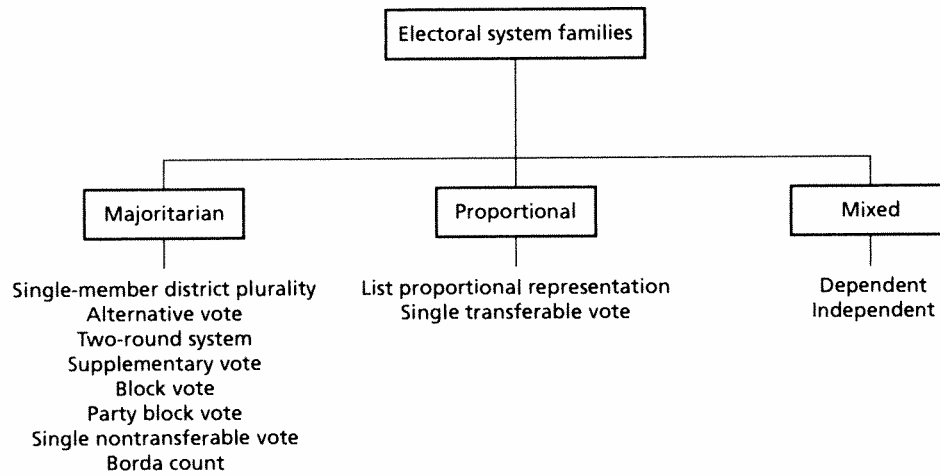 Electoral system families
Majoritarian
Proportional
Mixed
Single-member district plurality
Alternative vote
Two-round system
Supplementary vote
Block vote
Party block vote
Single nontransferable vote
Borda count
List proportional representation
Single transferable vote
Dependent
Independent